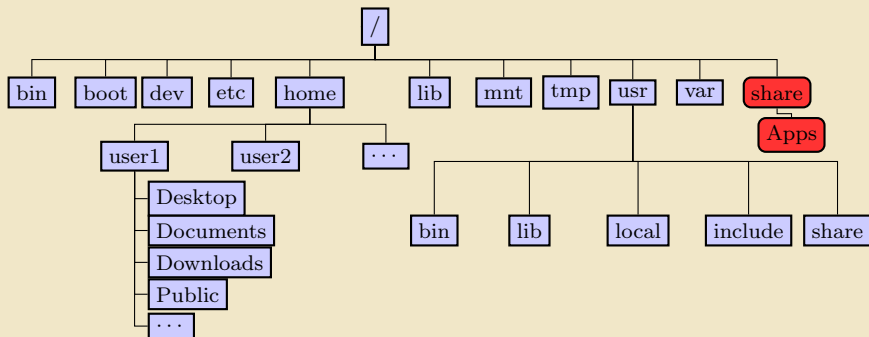 /
bin boot dev etc home lib mnt tmp usr var share
Apps
user1 user2 ...
Desktop
Documents
Downloads
Public
...
bin lib local include share